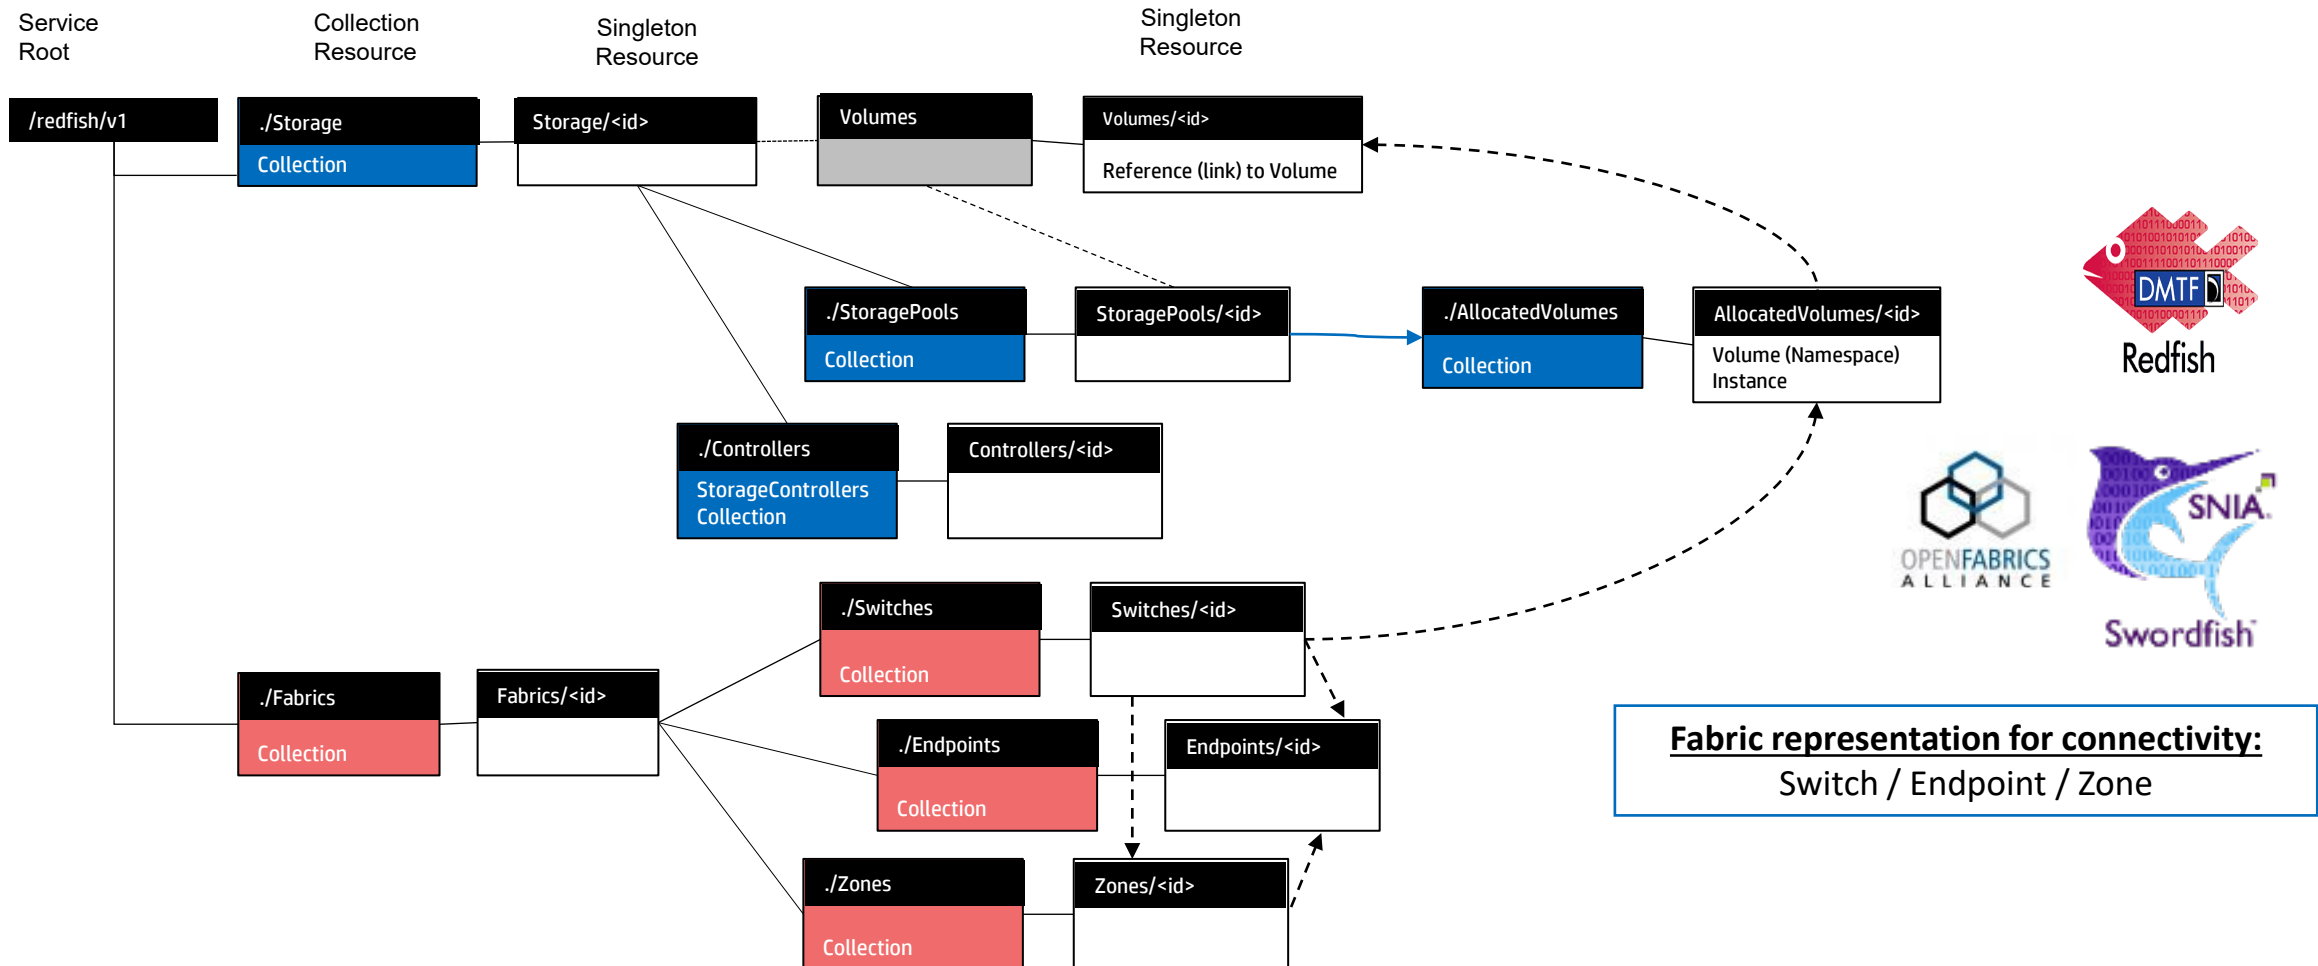 Service
Root
Collection
Resource
Singleton
Resource
Singleton
Resource
/redfish/v1
./Storage
Collection
Storage/<id>
Volumes
Volumes/<id>
Reference (link) to Volume
./StoragePools
Collection
StoragePools/<id>
./AllocatedVolumes
Collection
AllocatedVolumes/<id>
Volume (Namespace)
Instance
DMTF
Redfish
./Controllers
StorageControllers
Collection
Controllers/<id>
OPENFABRICS
ALLIANCE
SNIA
Swordfish
./Switches
Collection
Switches/<id>
./Fabrics
Collection
Fabrics/<id>
./Endpoints
Collection
Endpoints/<id>
Fabric representation for connectivity:
Switch / Endpoint / Zone
./Zones
Collection
Zones/<id>